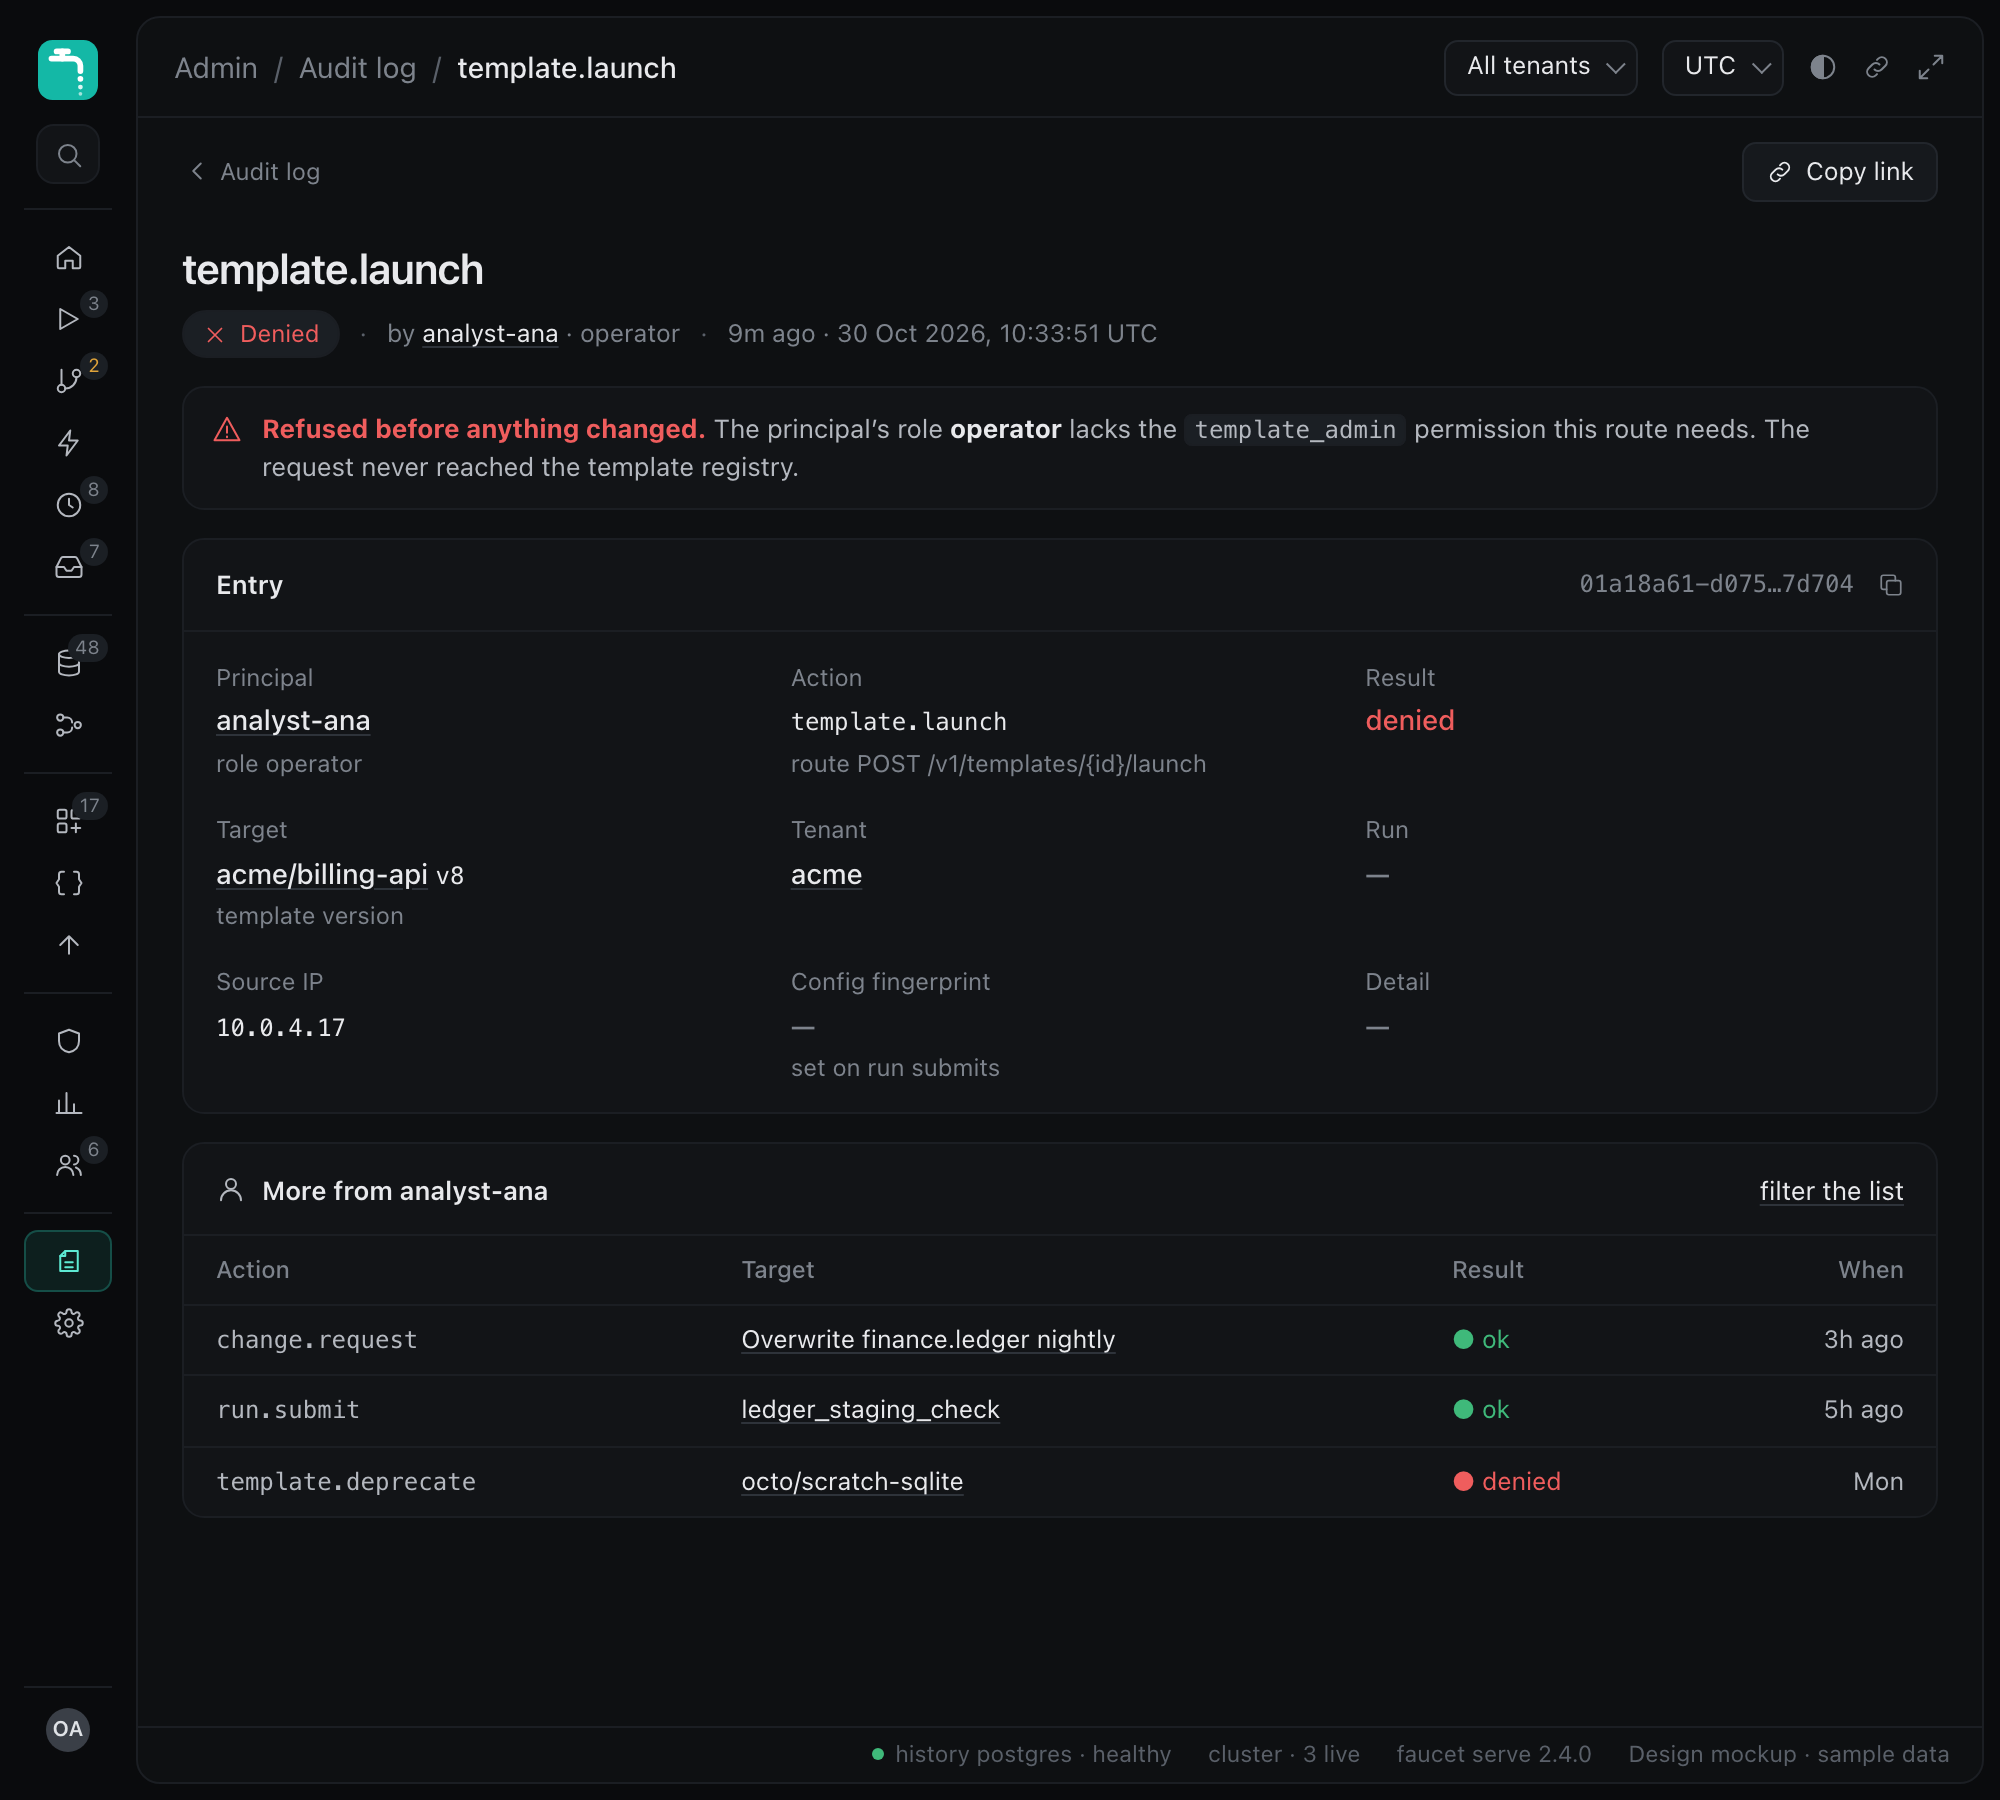 Admin / Audit log / template.launch
All tenants
UTC
Audit log
Copy link
template.launch
Denied · by analyst-ana · operator · 9m ago · 30 Oct 2026, 10:33:51 UTC
Refused before anything changed. The principal’s role operator lacks the template_admin permission this route needs. The
request never reached the template registry.
Entry
01a18a61-d075…7d704
Principal
Action
Result
analyst-ana
template.launch
denied
role operator
route POST /v1/templates/{id}/launch
Target
Tenant
Run
acme/billing-api v8
acme
—
template version
Source IP
Config fingerprint
Detail
10.0.4.17
—
—
set on run submits
More from analyst-ana
filter the list
Action
Target
Result
When
change.request
Overwrite finance.ledger nightly
ok
3h ago
run.submit
ledger_staging_check
ok
5h ago
template.deprecate
octo/scratch-sqlite
denied
Mon
3
2
8
7
48
17
6
OA
history postgres · healthy
cluster · 3 live
faucet serve 2.4.0
Design mockup · sample data